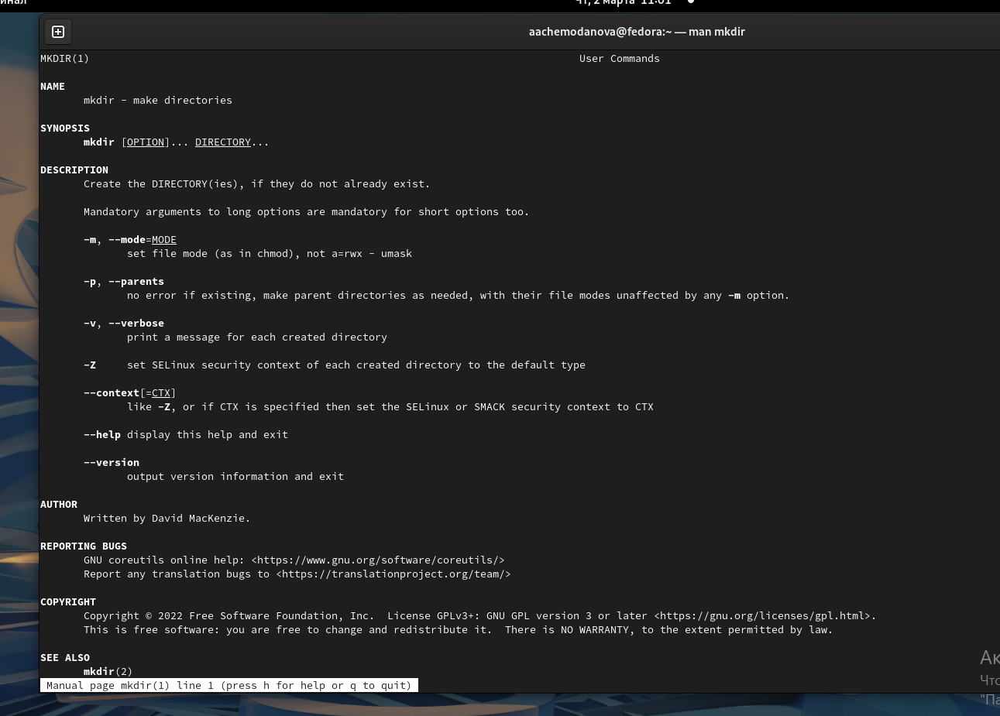 Чт, 2 марта 11:01
aachemodanova@fedora:~ — man mkdir
MKDIR(1) User Commands
NAME
mkdir - make directories
SYNOPSIS
mkdir [OPTION]... DIRECTORY...
DESCRIPTION
Create the DIRECTORY(ies), if they do not already exist.
Mandatory arguments to long options are mandatory for short options too.
-m, --mode=MODE
set file mode (as in chmod), not a=rwx - umask
-p, --parents
no error if existing, make parent directories as needed, with their file modes unaffected by any -m option.
-v, --verbose
print a message for each created directory
-Z set SELinux security context of each created directory to the default type
--context[=CTX]
like -Z, or if CTX is specified then set the SELinux or SMACK security context to CTX
--help display this help and exit
--version
output version information and exit
AUTHOR
Written by David MacKenzie.
REPORTING BUGS
GNU coreutils online help: <https://www.gnu.org/software/coreutils/>
Report any translation bugs to <https://translationproject.org/team/>
COPYRIGHT
Copyright © 2022 Free Software Foundation, Inc. License GPLv3+: GNU GPL version 3 or later <https://gnu.org/licenses/gpl.html>.
This is free software: you are free to change and redistribute it. There is NO WARRANTY, to the extent permitted by law.
SEE ALSO
mkdir(2)
Manual page mkdir(1) line 1 (press h for help or q to quit)